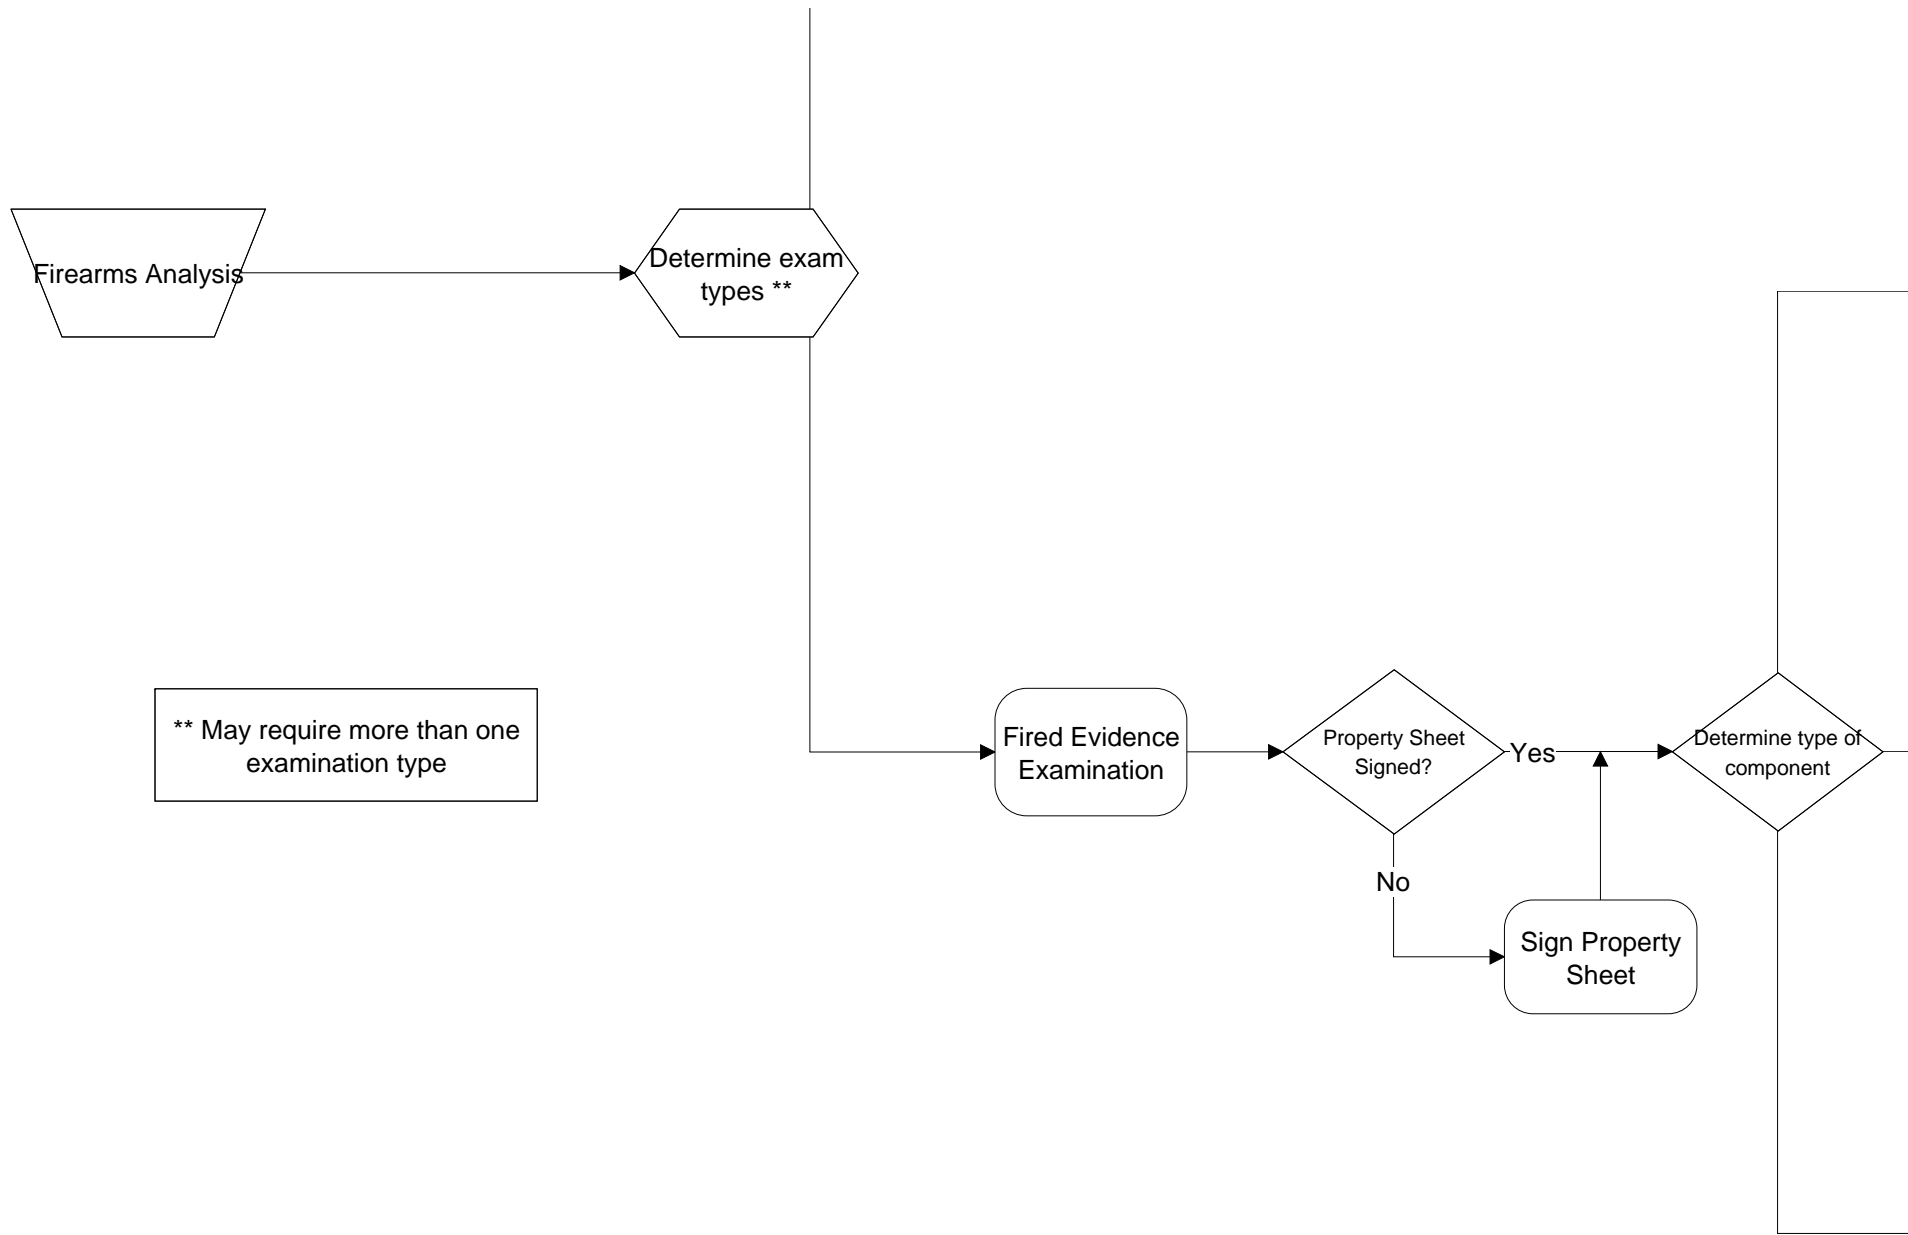 Firearms Analysis
Determine exam
types **
** May require more than one
examination type
Fired Evidence
Examination
Property Sheet
Signed?
Yes
No
Sign Property
Sheet
Determine type of
component